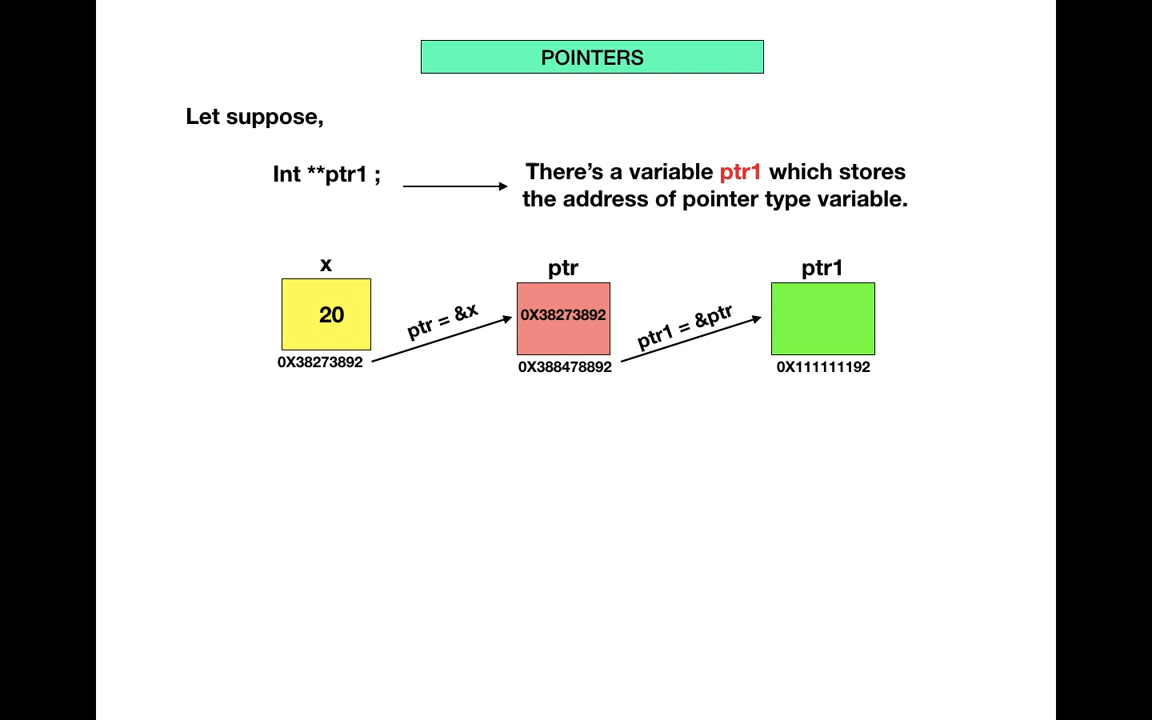 POINTERS
Let suppose,
Int **ptr1 ;
There’s a variable ptr1 which stores
the address of pointer type variable.
x
ptr
ptr1
20
ptr = &x
0X38273892
ptr1 = &ptr
0X38273892
0X388478892
0X111111192